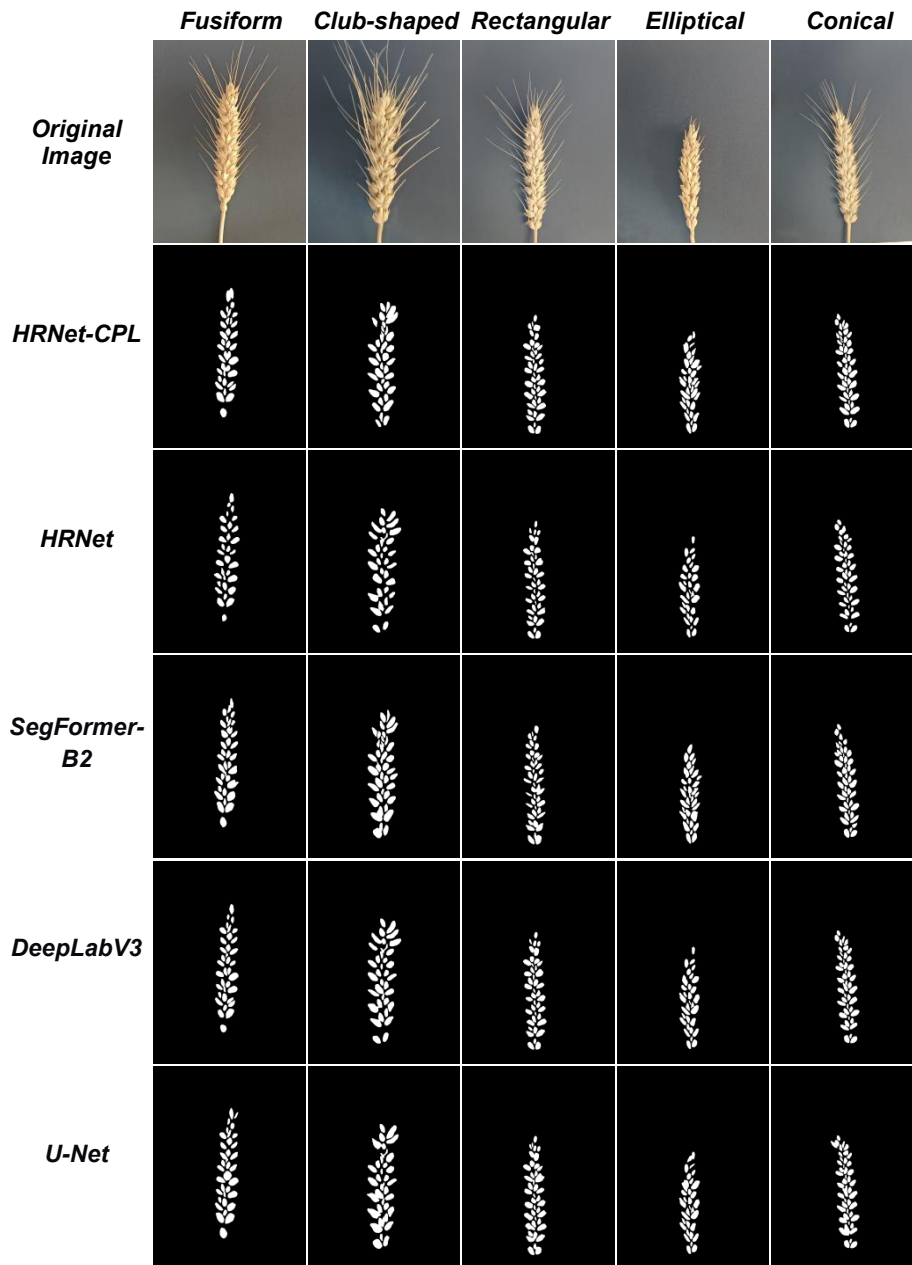 Fusiform Club-shaped Rectangular Elliptical Conical
Original
Image
HRNet-CPL
HRNet
SegFormer-
B2
DeepLabV3
U-Net